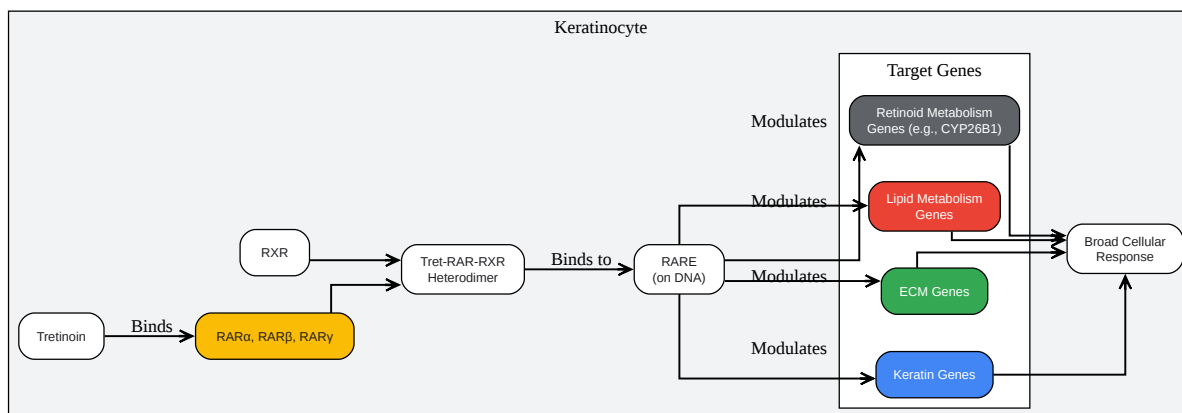 Keratinocyte
Target Genes
Modulates
Retinoid Metabolism
Genes (e.g., CYP26B1)
Modulates
Lipid Metabolism
Genes
RXR
Tret-RAR-RXR
Heterodimer
Binds to
RARE
(on DNA)
Modulates
ECM Genes
Broad Cellular
Response
Tretinoin
Binds
RARα, RARβ, RARγ
Modulates
Keratin Genes